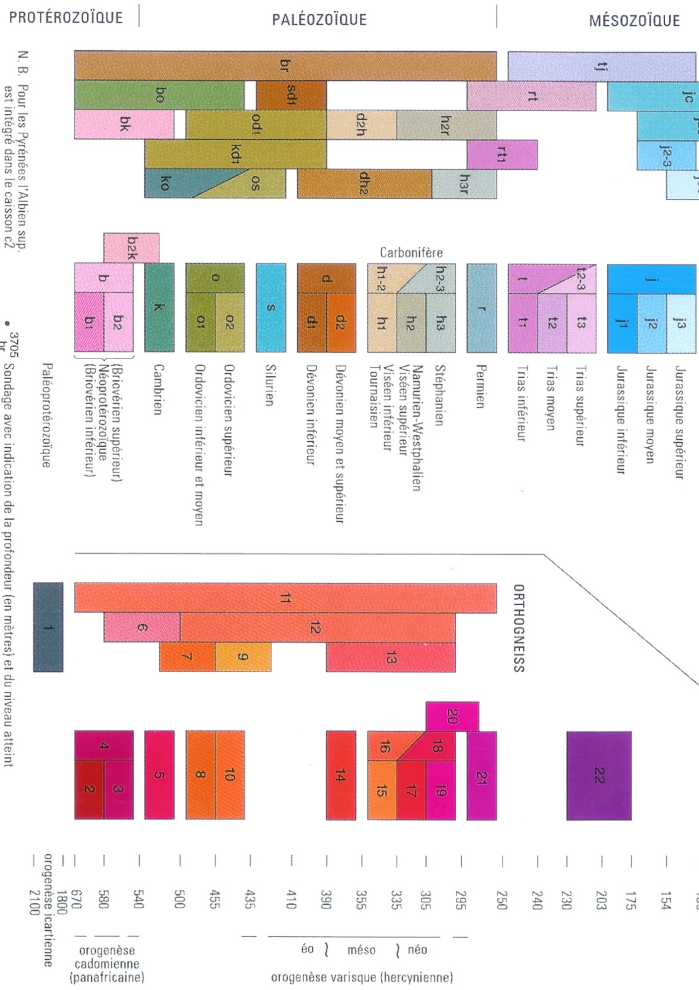 PROTÉROZOÏQUE
PALÉOZOÏQUE
MÉSOZOÏQUE
br
tj
bo
sd1
rt
jc
bk
od1
d2h
h2r
kd1
rt1
j2-3
ko
os
dh2
h3r
b2k
Carbonifère
b
k
o
s
d
h1-2
h2-3
r
t
t2-3
j
b1
b2
o1
o2
d1
d2
h1
h2
h3
t1
t2
t3
j1
j2
j3
Paléoprotérozoïque
(Briovérien inférieur)
Néoprotérozoïque
(Briovérien supérieur)
Cambrien
Ordovicien inférieur et moyen
Ordovicien supérieur
Silurien
Dévonien inférieur
Dévonien moyen et supérieur
Tournaisien
Viséen inférieur
Viséen supérieur
Namurien-Westphalien
Stéphanien
Permien
Trias inférieur
Trias moyen
Trias supérieur
Jurassique inférieur
Jurassique moyen
Jurassique supérieur
N. B. Pour les Pyrénées l'Albien sup.
est intégré dans le caisson c2
3705 Sondage avec indication de la profondeur (en mètres) et du niveau atteint
br
ORTHOGNEISS
11
1
6
12
7
9
13
20
4
5
8
10
14
16
18
21
22
2
3
15
17
19
2100
1800
670
580
540
500
455
435
410
390
365
335
305
295
250
240
230
203
175
154
orogenèse icartienne
orogenèse
cadomienne
(panafricaine)
éo
méso
néo
orogenèse varisque (hercynienne)